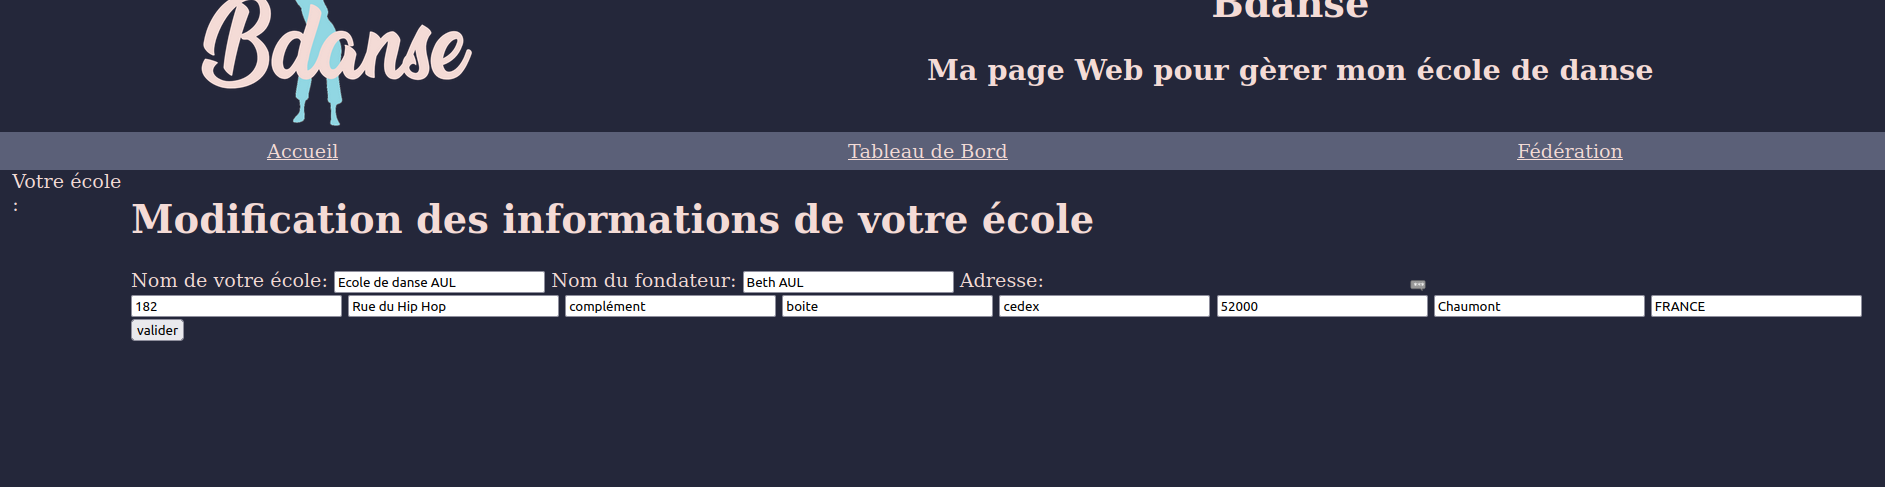 Bdanse
Bdanse
Ma page Web pour gèrer mon école de danse
Accueil Tableau de Bord Fédération
Votre école
:
Modification des informations de votre école
Nom de votre école: Ecole de danse AUL Nom du fondateur: Beth AUL Adresse:
182 Rue du Hip Hop complément boite cedex 52000 Chaumont FRANCE
valider